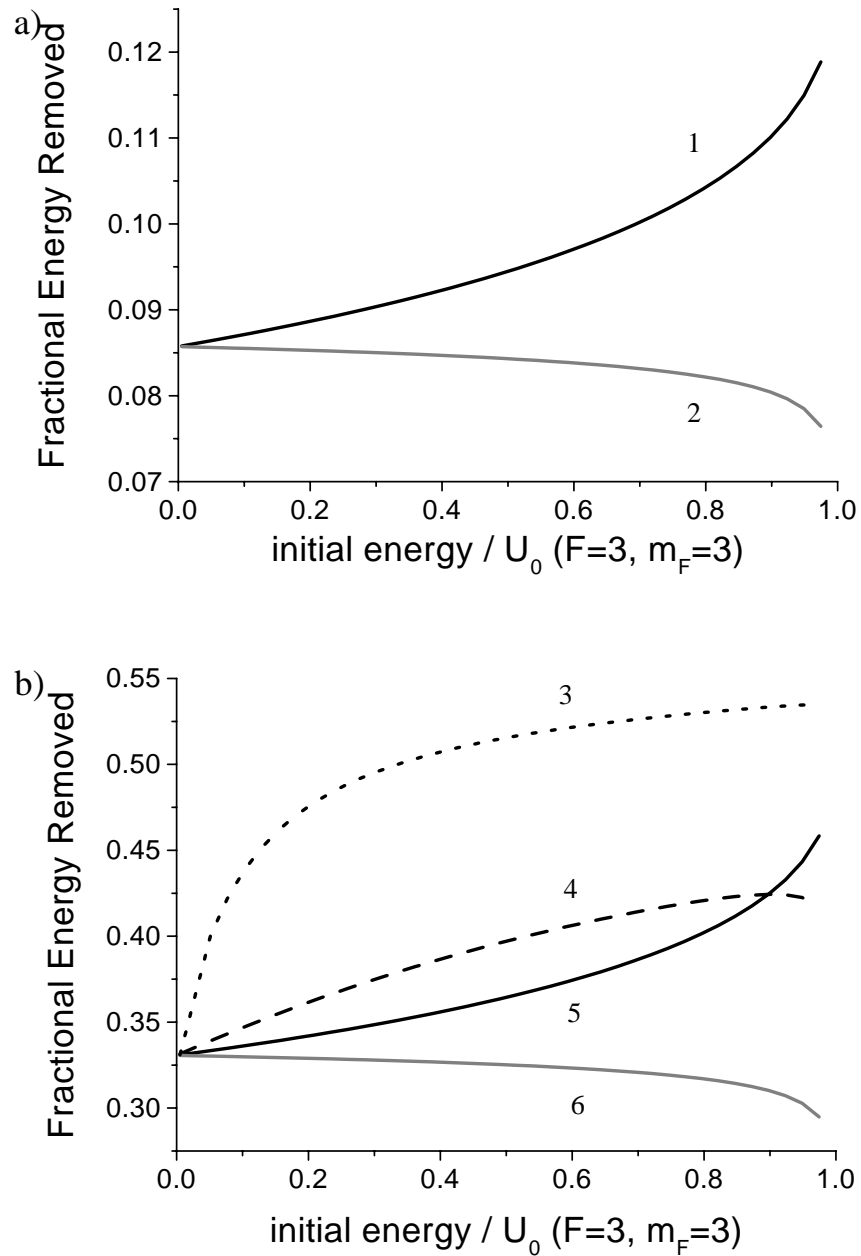 a)
Fractional Energy Removed
0.12
0.11
0.10
0.09
0.08
0.07
1
2
0.0 0.2 0.4 0.6 0.8 1.0
initial energy / U₀ (F=3, m_F=3)
b)
Fractional Energy Removed
0.55
0.50
0.45
0.40
0.35
0.30
3
4
5
6
0.0 0.2 0.4 0.6 0.8 1.0
initial energy / U₀ (F=3, m_F=3)